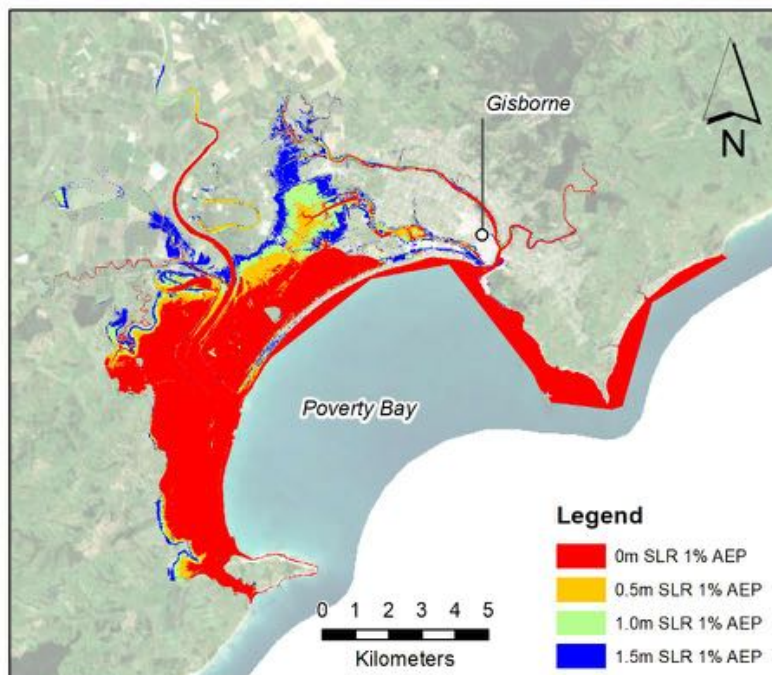 Gisborne
N
Poverty Bay
Legend
0m SLR 1% AEP
0.5m SLR 1% AEP
1.0m SLR 1% AEP
1.5m SLR 1% AEP
0 1 2 3 4 5
Kilometers